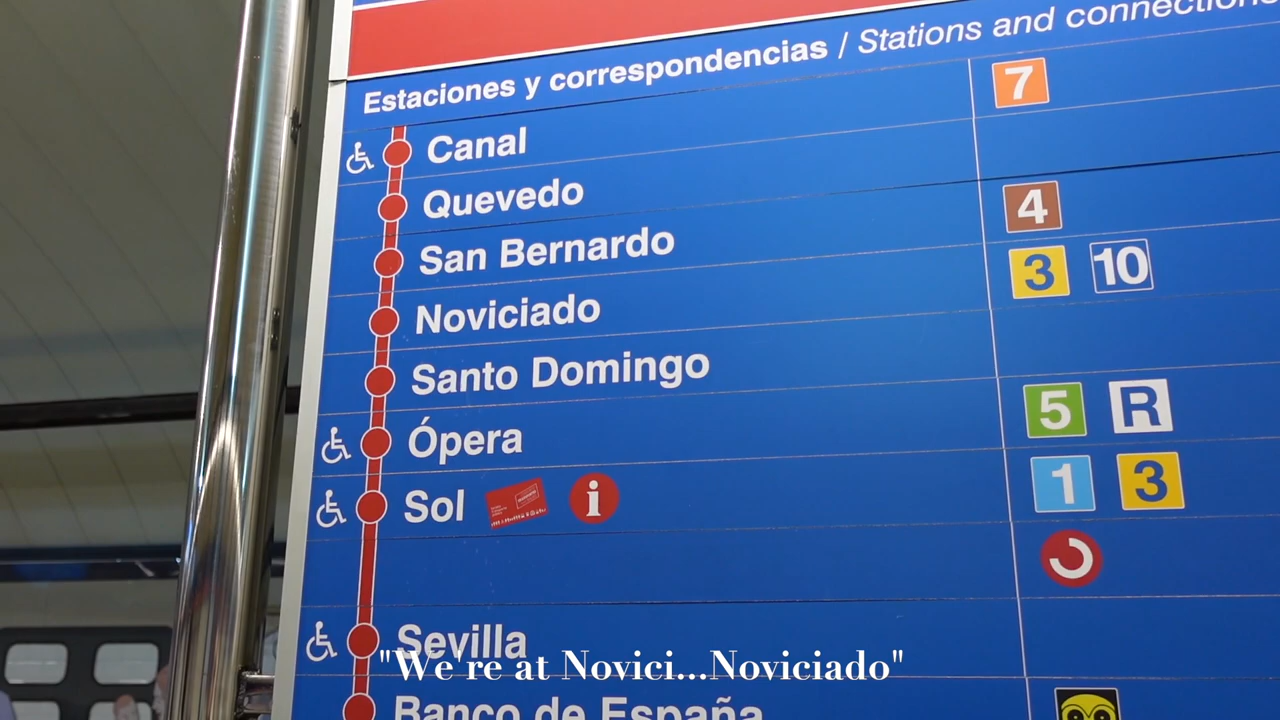 Estaciones y correspondencias / Stations and connections
7
Canal
Quevedo
4
San Bernardo
3 10
Noviciado
Santo Domingo
5 R
Ópera
1 3
Sol i
Sevilla
"We're at Novici...Noviciado"
Banco de España